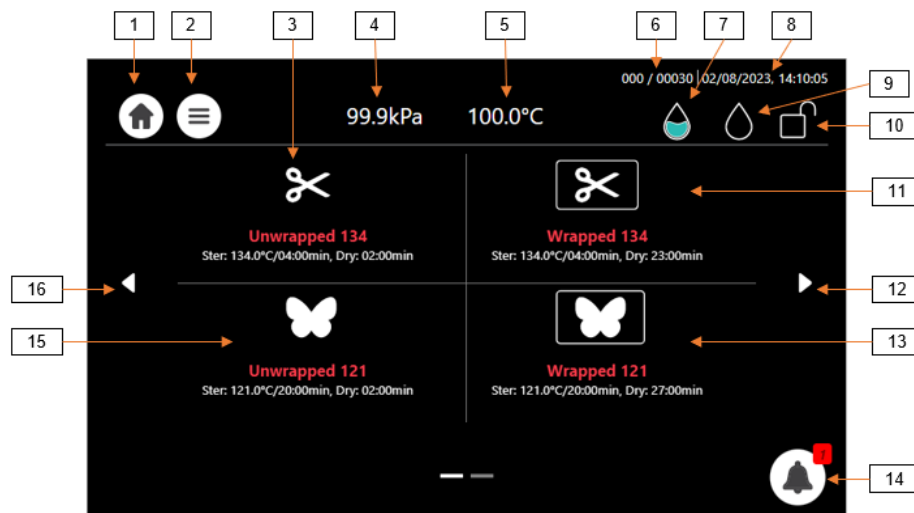 1 2 3 4 5 6 7 8
000 / 00030 | 02/08/2023, 14:10:05
9
99.9kPa 100.0°C
10
11
Unwrapped 134 Wrapped 134
Ster: 134.0°C/04:00min, Dry: 02:00min Ster: 134.0°C/04:00min, Dry: 23:00min
16 12
15 13
Unwrapped 121 Wrapped 121
Ster: 121.0°C/20:00min, Dry: 02:00min Ster: 121.0°C/20:00min, Dry: 27:00min
14